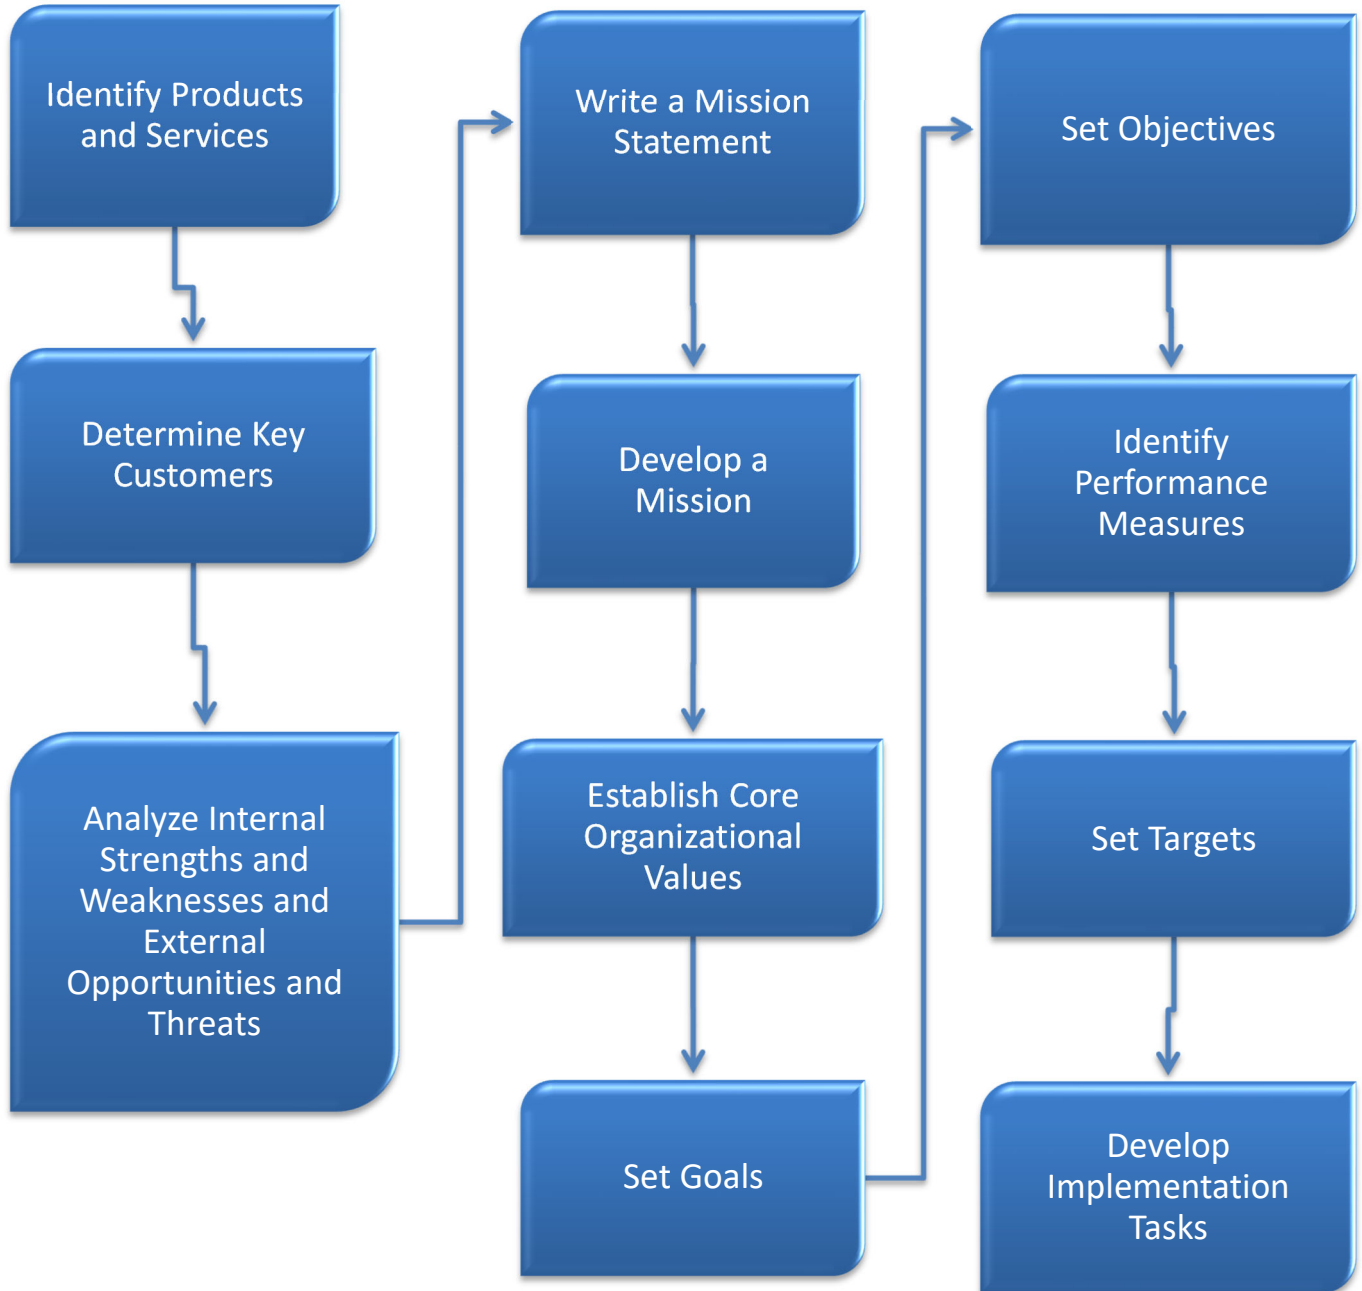 Identify Products
and Services
Determine Key
Customers
Analyze Internal
Strengths and
Weaknesses and
External
Opportunities and
Threats
Write a Mission
Statement
Develop a
Mission
Establish Core
Organizational
Values
Set Goals
Set Objectives
Identify
Performance
Measures
Set Targets
Develop
Implementation
Tasks